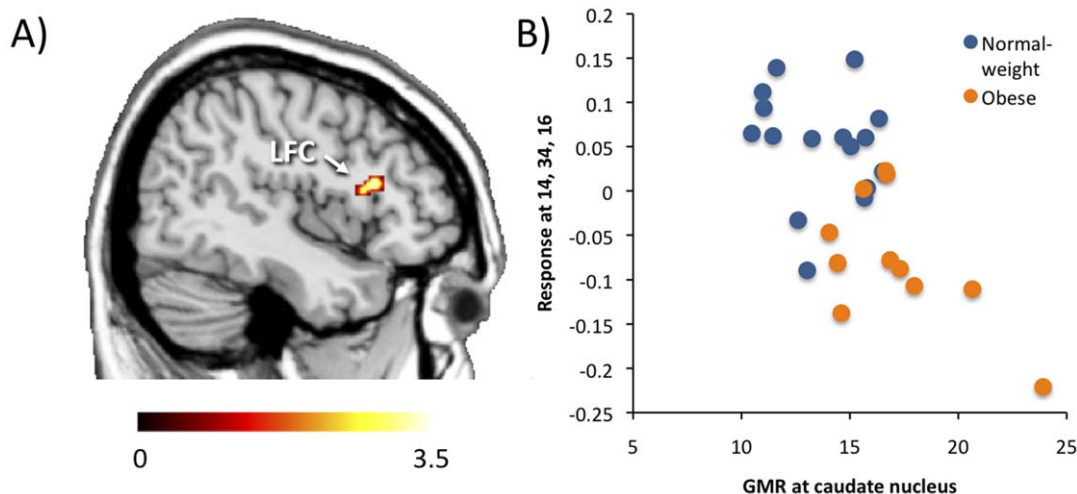 A)
LFC
0 3.5
B)
Response at 14, 34, 16
0.2
0.15
0.1
0.05
0
-0.05
-0.1
-0.15
-0.2
-0.25
5 10 15 20 25
GMR at caudate nucleus
Normal-
weight
Obese